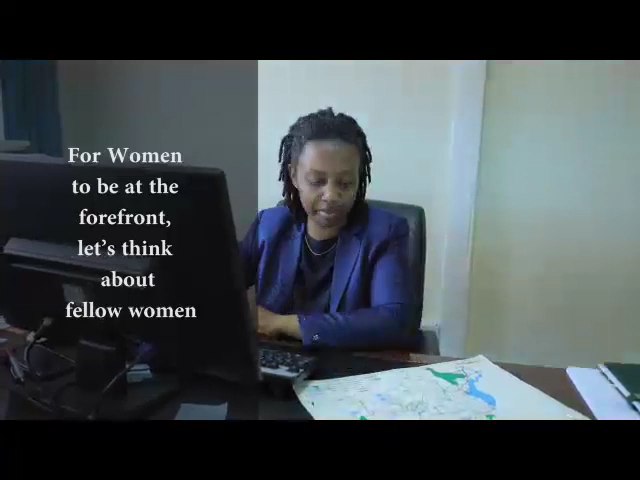 For Women
to be at the
forefront,
let's think
about
fellow women